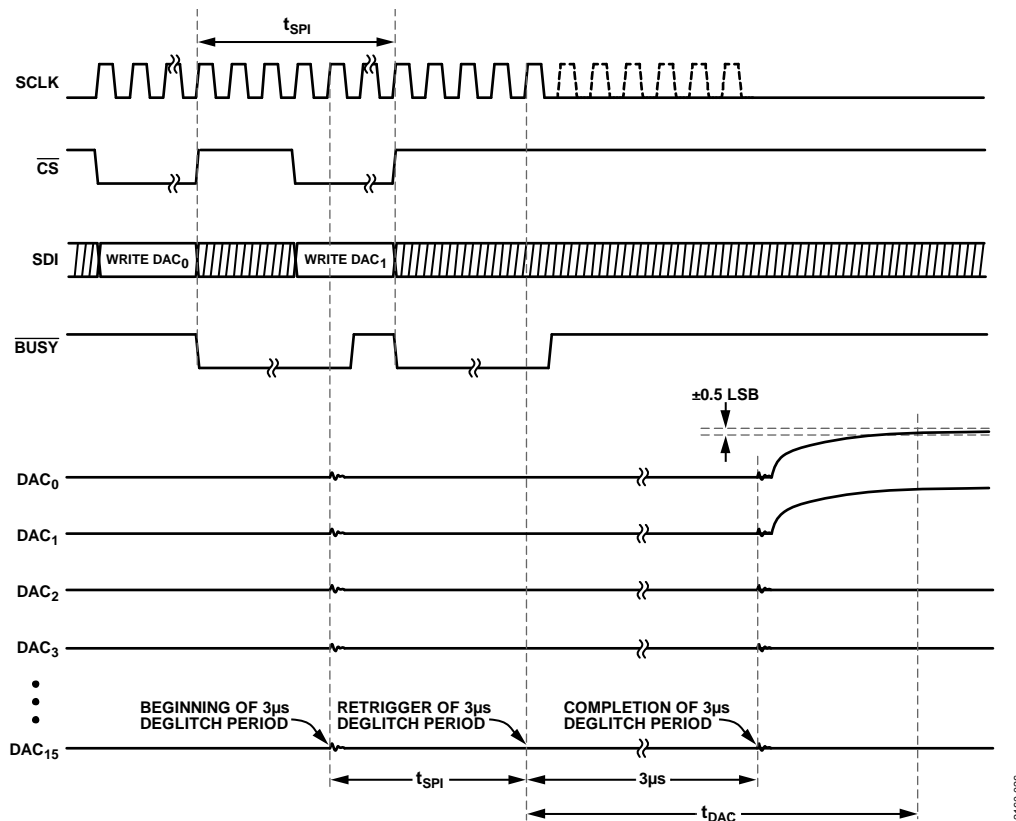 tSPI
SCLK
CS
SDI
WRITE DAC0
WRITE DAC1
BUSY
±0.5 LSB
DAC0
DAC1
DAC2
DAC3
BEGINNING OF 3µs
DEGLITCH PERIOD
RETRIGGER OF 3µs
DEGLITCH PERIOD
COMPLETION OF 3µs
DEGLITCH PERIOD
DAC15
tSPI
3µs
tDAC